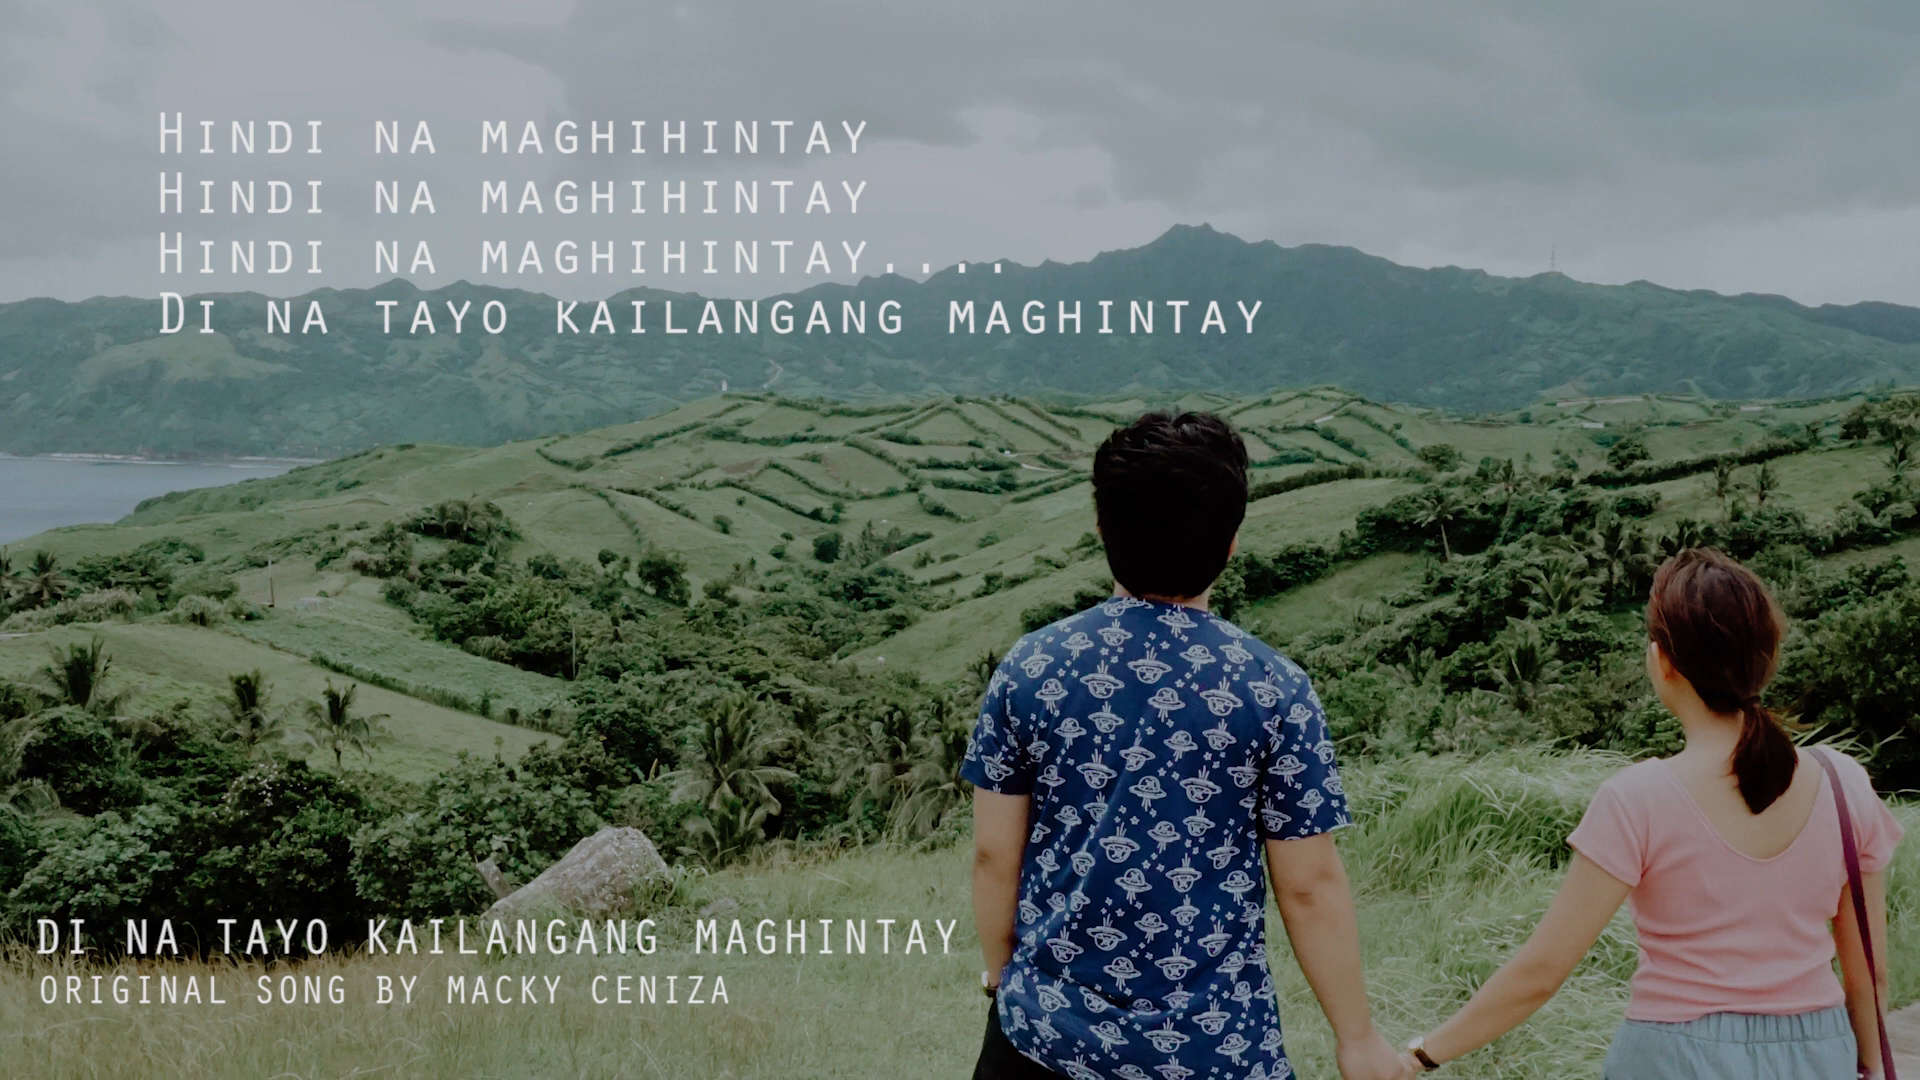 Hindi na maghihintay
Hindi na maghihintay
Hindi na maghihintay....
Di na tayo kailangang maghintay
DI NA TAYO KAILANGANG MAGHINTAY
ORIGINAL SONG BY MACKY CENIZA